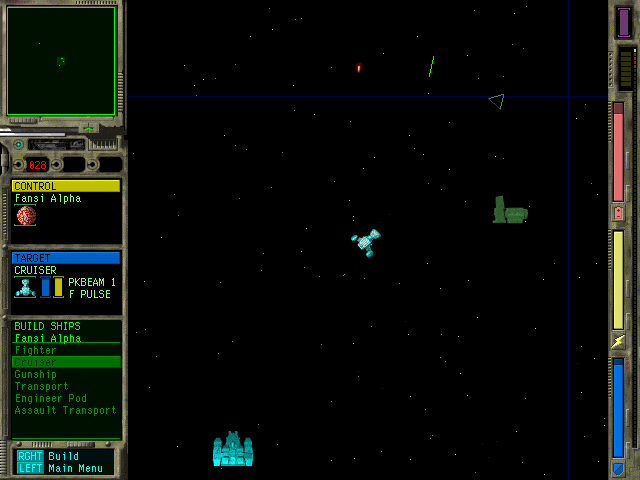 028
CONTROL
Fansi Alpha
TARGET
CRUISER
PKBEAM 1
F PULSE
BUILD SHIPS
Fansi Alpha
Fighter
Cruiser
Gunship
Transport
Engineer Pod
Assault Transport
RGHT Build
LEFT Main Menu